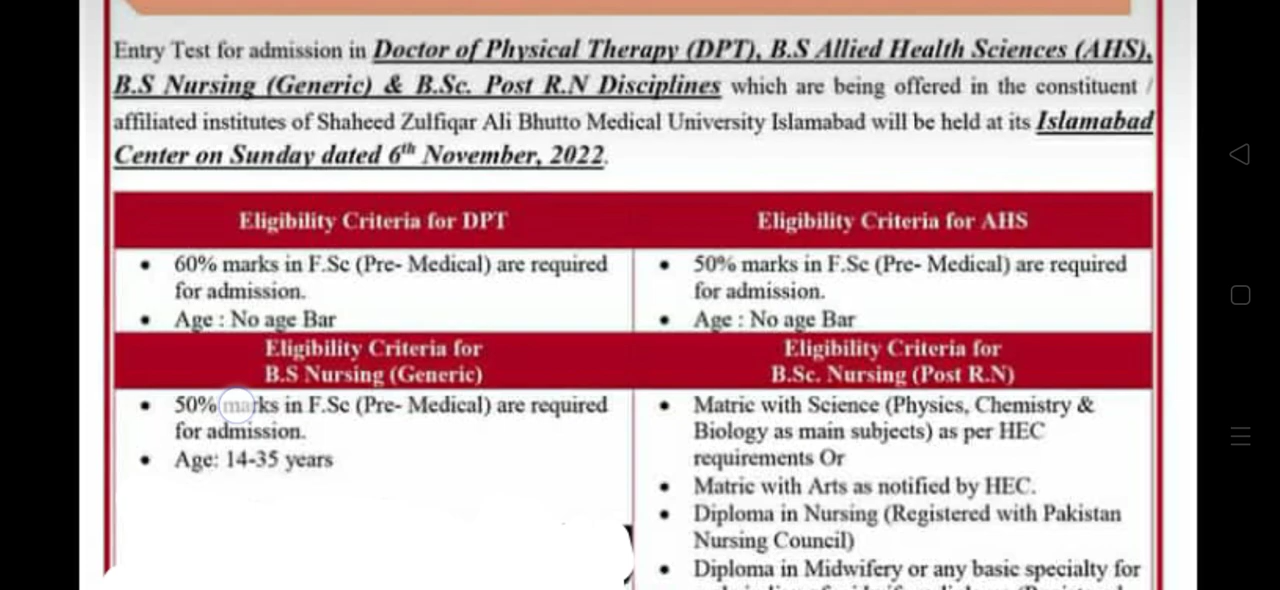 Entry Test for admission in Doctor of Physical Therapy (DPT), B.S Allied Health Sciences (AHS),
B.S Nursing (Generic) & B.Sc. Post R.N Disciplines which are being offered in the constituent /
affiliated institutes of Shaheed Zulfiqar Ali Bhutto Medical University Islamabad will be held at its Islamabad
Center on Sunday dated 6th November, 2022.
Eligibility Criteria for DPT
• 60% marks in F.Sc (Pre- Medical) are required
for admission.
• Age : No age Bar
Eligibility Criteria for AHS
• 50% marks in F.Sc (Pre- Medical) are required
for admission.
• Age : No age Bar
Eligibility Criteria for
B.S Nursing (Generic)
• 50% marks in F.Sc (Pre- Medical) are required
for admission.
• Age: 14-35 years
Eligibility Criteria for
B.Sc. Nursing (Post R.N)
• Matric with Science (Physics, Chemistry &
Biology as main subjects) as per HEC
requirements Or
• Matric with Arts as notified by HEC.
• Diploma in Nursing (Registered with Pakistan
Nursing Council)
• Diploma in Midwifery or any basic specialty for